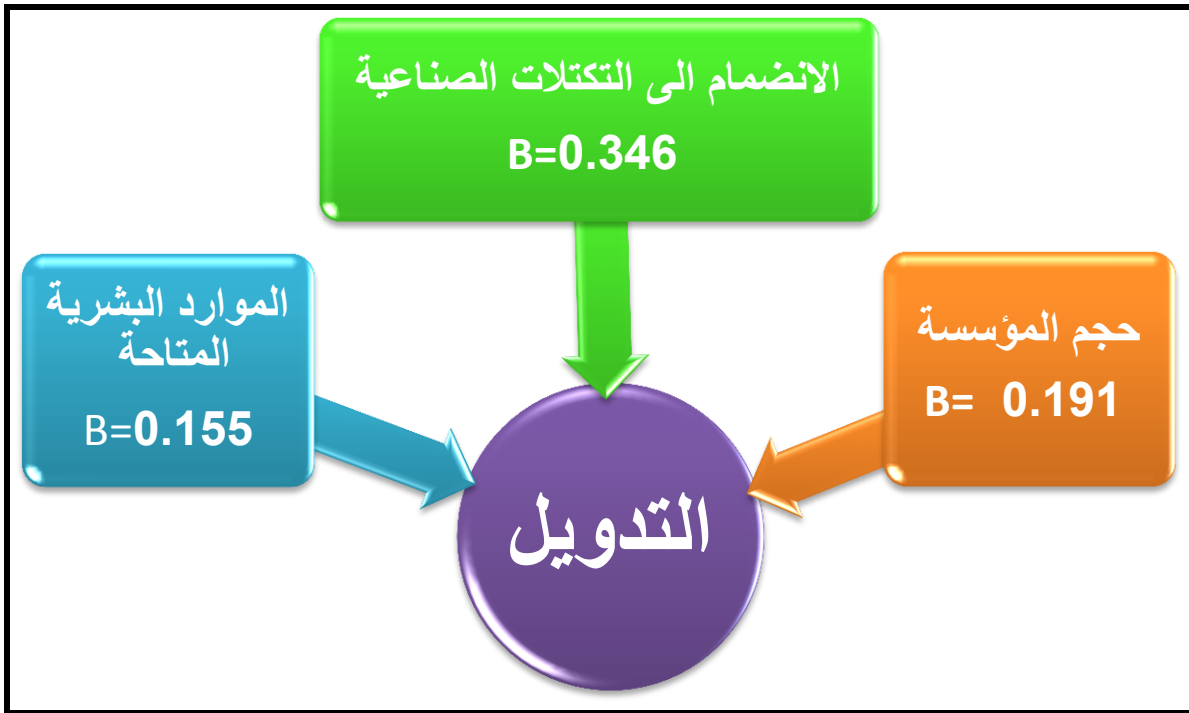 الانضمام الى التكتلات الصناعية
B=0.346
حجم المؤسسة
B= 0.191
الموارد البشرية
المتاحة
B=0.155
التدويل